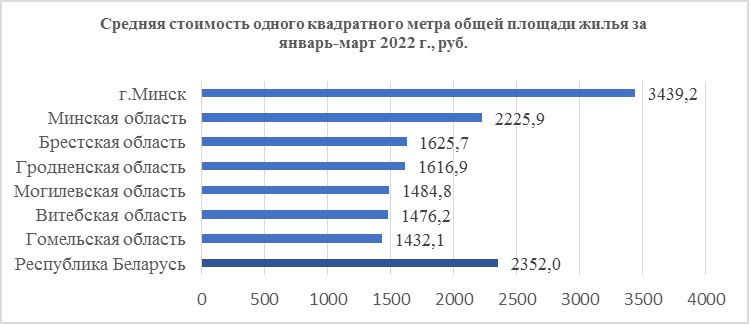 Средняя стоимость одного квадратного метра общей площади жилья за
январь-март 2022 г., руб.
г.Минск 3439,2
Минская область 2225,9
Брестская область 1625,7
Гродненская область 1616,9
Могилевская область 1484,8
Витебская область 1476,2
Гомельская область 1432,1
Республика Беларусь 2352,0
0 500 1000 1500 2000 2500 3000 3500 4000